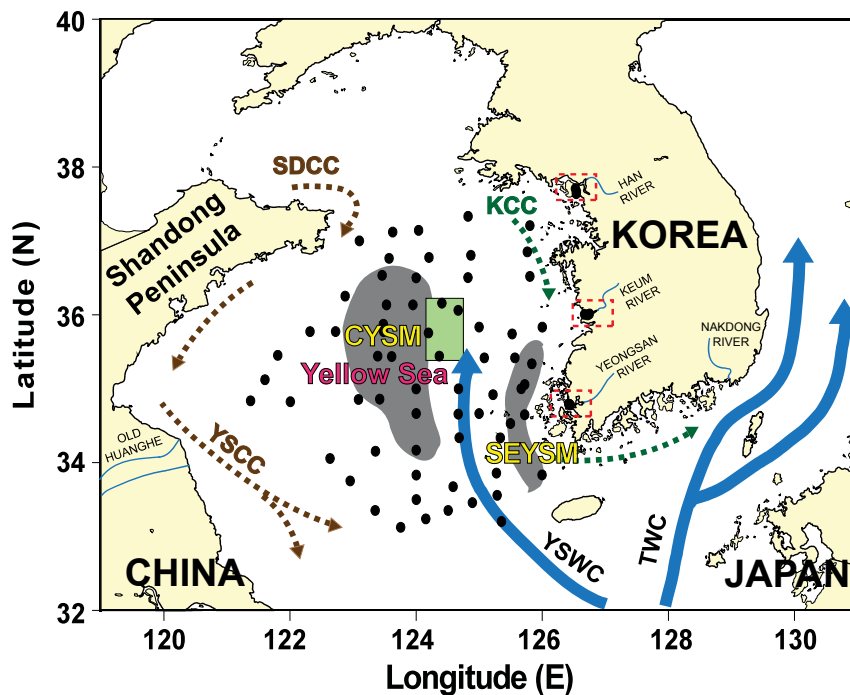 40
38
36
34
32
Latitude (N)
120
122
124
126
128
130
Longitude (E)
SDCC
Shandong
Peninsula
KCC
HAN
RIVER
KOREA
KEUM
RIVER
NAKDONG
RIVER
YEONGSAN
RIVER
CYSM
Yellow Sea
SEYSM
OLD
HUANGHE
YSCC
CHINA
YSWC
TWC
JAPAN